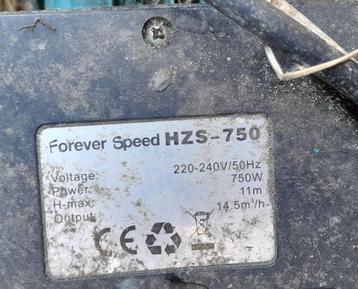 Forever Speed HZS-750
Voltage: 220-240V/50Hz
Power: 750W
H-max: 11m
Output: 14.5m³/h
CE